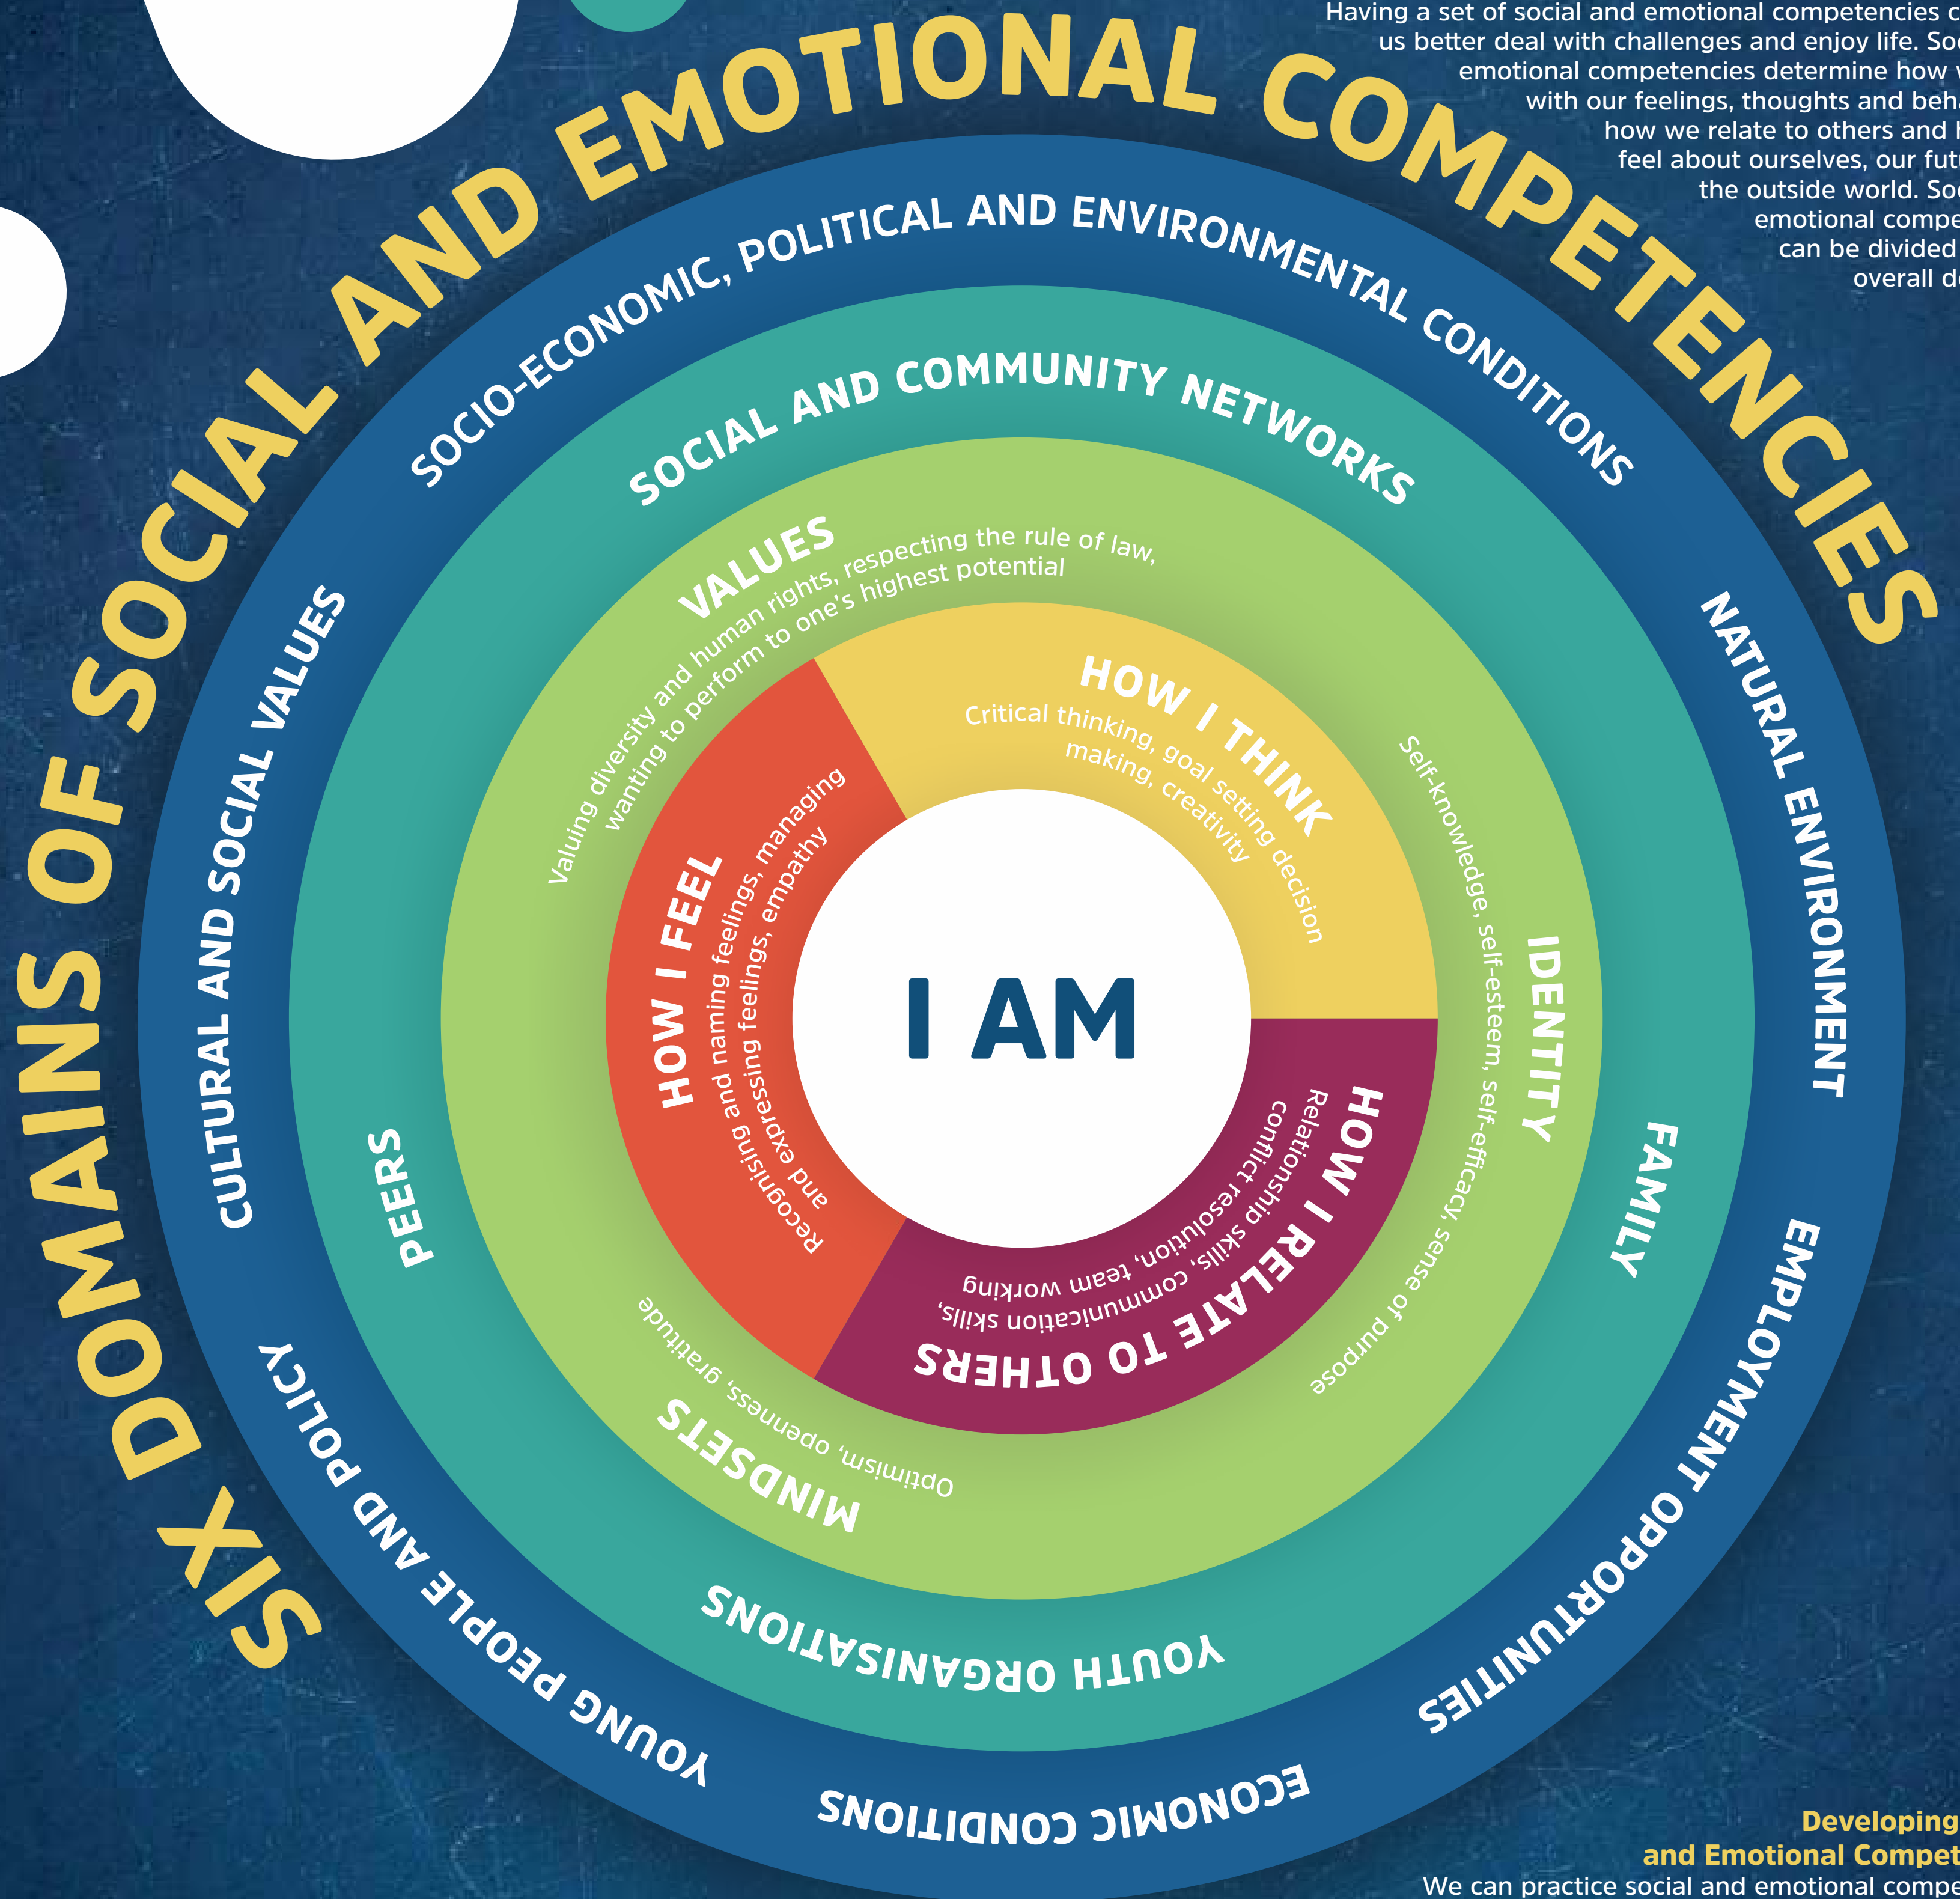 SIX DOMAINS OF SOCIAL AND EMOTIONAL COMPETENCIES
Having a set of social and emotional competencies
us better deal with challenges and enjoy life.
emotional competencies determine how
with our feelings, thoughts and
how we relate to others and
feel about ourselves, our
the outside world.
emotional
can be divided
overall
SOCIO-ECONOMIC, POLITICAL AND ENVIRONMENTAL CONDITIONS
NATURAL ENVIRONMENT
EMPLOYMENT OPPORTUNITIES
ECONOMIC CONDITIONS
YOUNG PEOPLE AND POLICY
CULTURAL AND SOCIAL VALUES
SOCIAL AND COMMUNITY NETWORKS
FAMILY
YOUTH ORGANISATIONS
PEERS
VALUES
Valuing diversity and human rights, respecting the rule of law,
wanting to perform to one's highest potential
IDENTITY
Self-knowledge, self-esteem, self-efficacy, sense of purpose
MINDSETS
Optimism, openness, gratitude
HOW I THINK
Critical thinking, goal setting decision
making, creativity
HOW I RELATE TO OTHERS
Relationship skills, communication skills,
conflict resolution, team working
HOW I FEEL
Recognising and naming feelings, managing
and expressing feelings, empathy
I AM
Developing
and Emotional
We can practice social and emotional